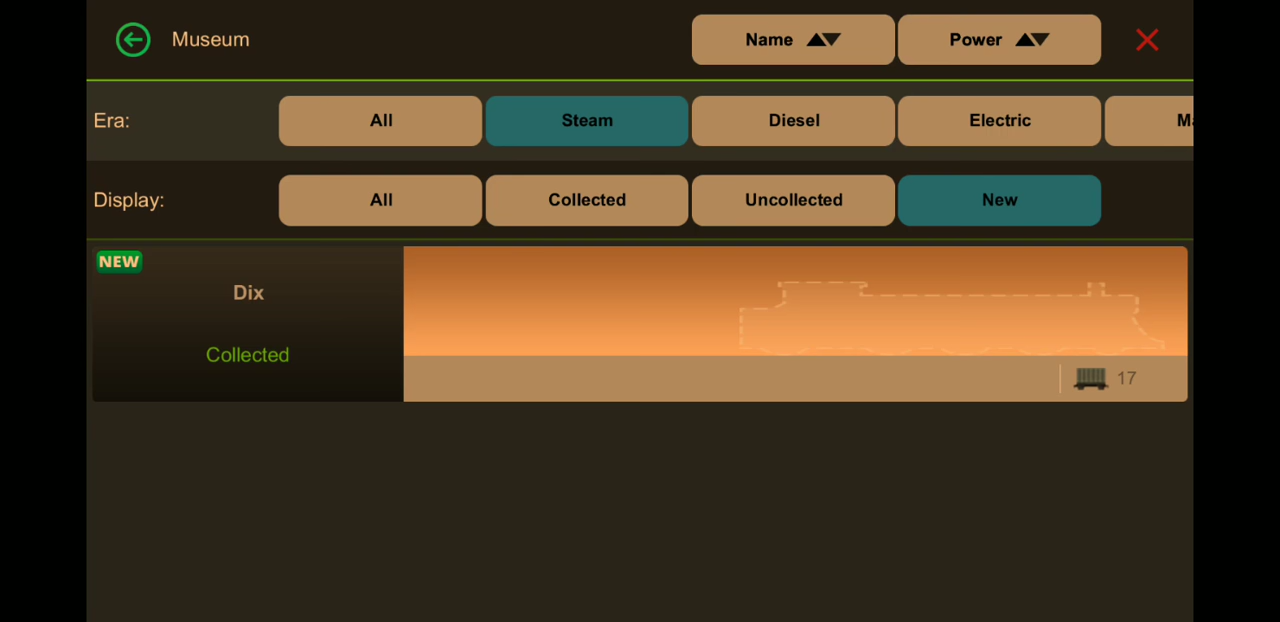 Museum
Name
Power
Era:
All
Steam
Diesel
Electric
Display:
All
Collected
Uncollected
New
NEW
Dix
Collected
17